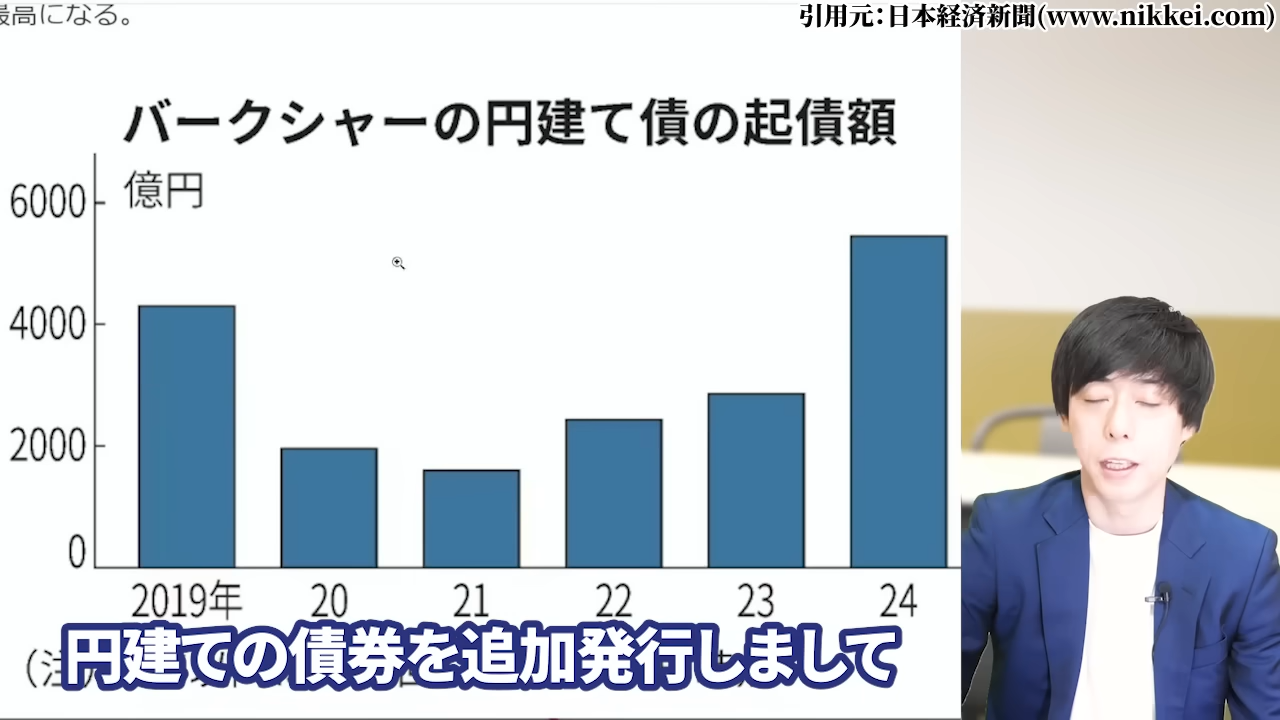 最高になる。
引用元：日本経済新聞(www.nikkei.com)
バークシャーの円建て債の起債額
億円
6000
4000
2000
0
2019年 20 21 22 23 24
(注
円建ての債券を追加発行しまして